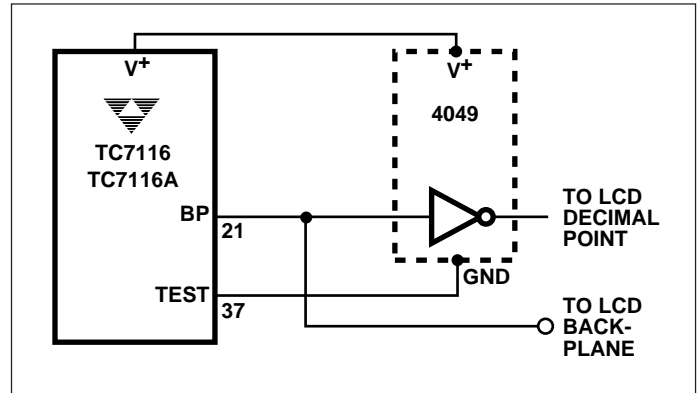 V+
V+
4049
TC7116
TC7116A
BP
21
TO LCD
DECIMAL
POINT
GND
TEST
37
TO LCD
BACK-
PLANE